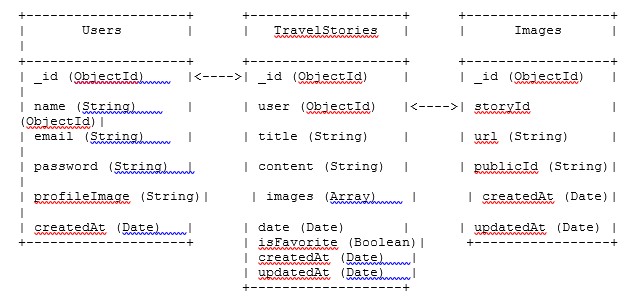 +---------------------+      +--------------------+      +-------------------+
|       Users         |      |   TravelStories    |      |      Images       |
|
+---------------------+      +--------------------+      +-------------------+
| _id (ObjectId)      |<---->| _id (ObjectId)     |      | _id (ObjectId)    |
|
| name (String)       |      | user (ObjectId)    |<---->| storyId           |
(ObjectId)|
| email (String)      |      | title (String)     |      | url (String)      |
|
| password (String)   |      | content (String)   |      | publicId (String)|
|
| profileImage (String)|     | images (Array)     |      | createdAt (Date)|
|
| createdAt (Date)    |      | date (Date)        |      | updatedAt (Date) |
+---------------------+      | isFavorite (Boolean)|     +-------------------+
| createdAt (Date)    |
| updatedAt (Date)    |
+--------------------+